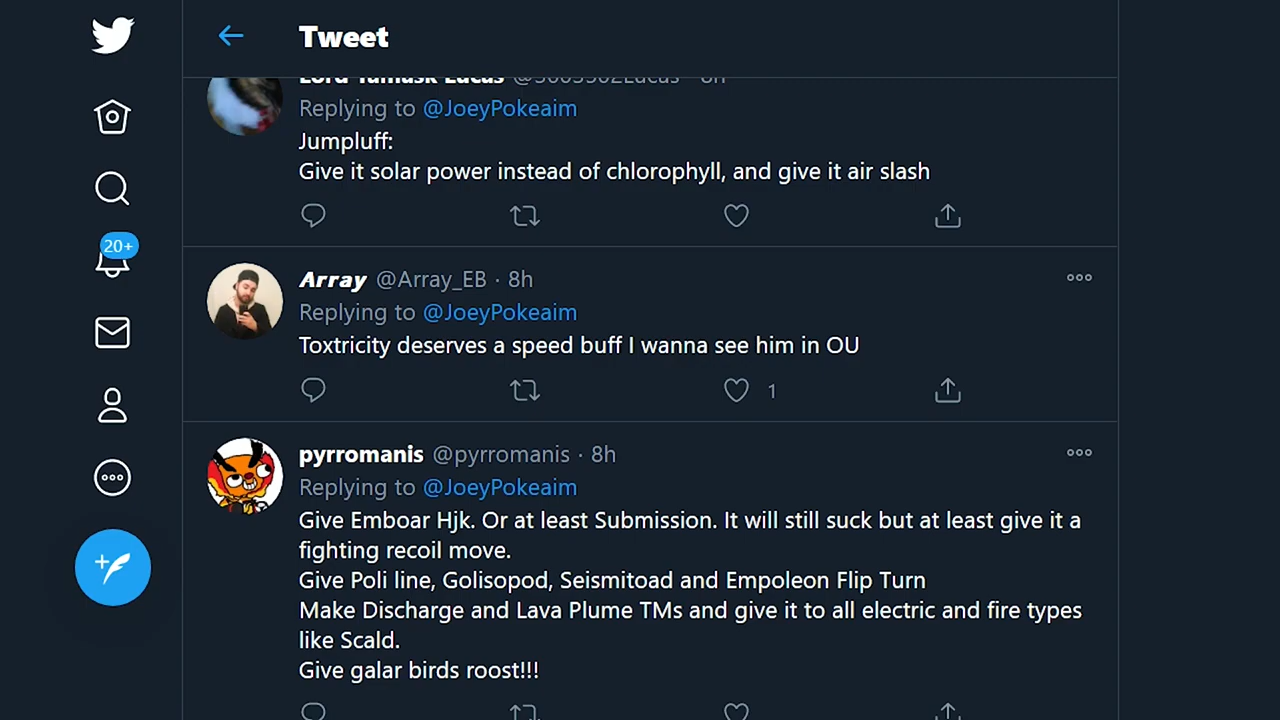 Tweet
Lord Yamask Lucas @3003302Lucas · 8h
Replying to @JoeyPokeaim
Jumpluff:
Give it solar power instead of chlorophyll, and give it air slash
20+
Array @Array_EB · 8h
Replying to @JoeyPokeaim
Toxtricity deserves a speed buff I wanna see him in OU
1
pyrromanis @pyrromanis · 8h
Replying to @JoeyPokeaim
Give Emboar Hjk. Or at least Submission. It will still suck but at least give it a
fighting recoil move.
Give Poli line, Golisopod, Seismitoad and Empoleon Flip Turn
Make Discharge and Lava Plume TMs and give it to all electric and fire types
like Scald.
Give galar birds roost!!!